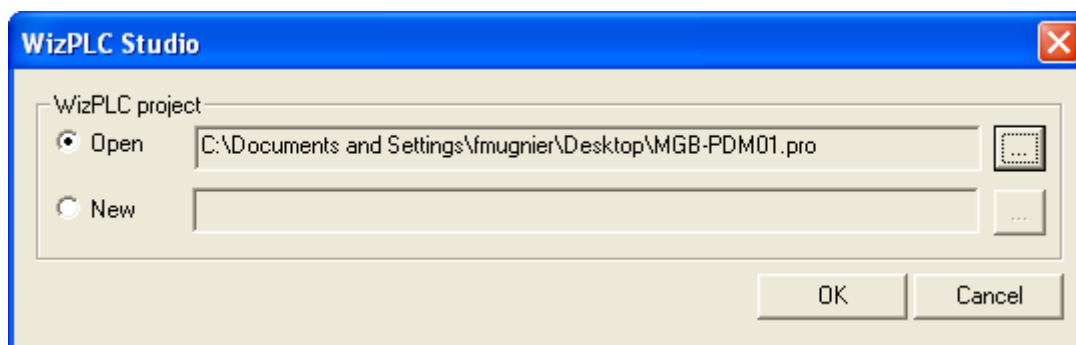 WizPLC Studio
WizPLC project
Open C:\Documents and Settings\fmugnier\Desktop\MGB-PDM01.pro ...
New ...
OK Cancel